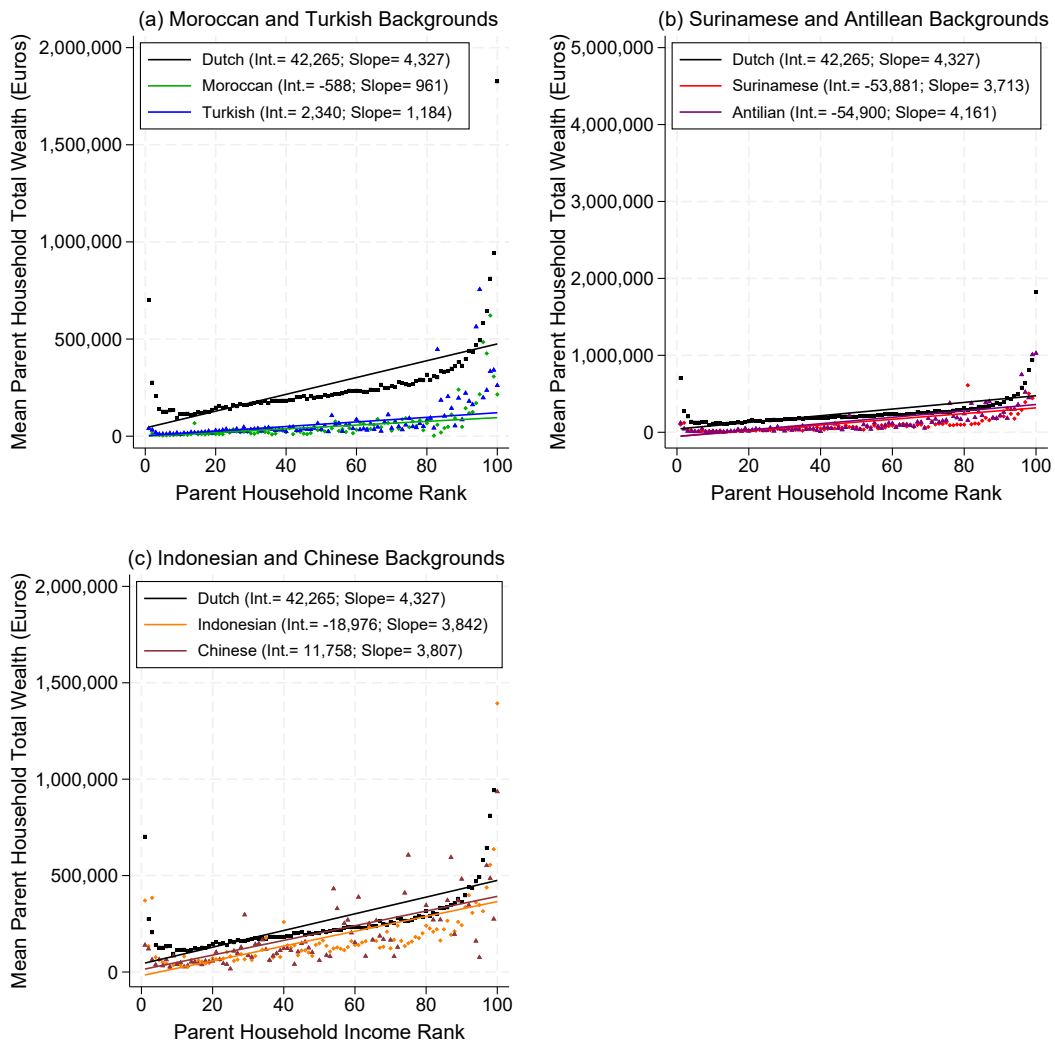 (a) Moroccan and Turkish Backgrounds
Mean Parent Household Total Wealth (Euros)
2,000,000
1,500,000
1,000,000
500,000
0
Dutch (Int.= 42,265; Slope= 4,327)
Moroccan (Int.= -588; Slope= 961)
Turkish (Int.= 2,340; Slope= 1,184)
0 20 40 60 80 100
Parent Household Income Rank
(b) Surinamese and Antillean Backgrounds
Mean Parent Household Total Wealth (Euros)
5,000,000
4,000,000
3,000,000
2,000,000
1,000,000
0
Dutch (Int.= 42,265; Slope= 4,327)
Surinamese (Int.= -53,881; Slope= 3,713)
Antilian (Int.= -54,900; Slope= 4,161)
0 20 40 60 80 100
Parent Household Income Rank
(c) Indonesian and Chinese Backgrounds
Mean Parent Household Total Wealth (Euros)
2,000,000
1,500,000
1,000,000
500,000
0
Dutch (Int.= 42,265; Slope= 4,327)
Indonesian (Int.= -18,976; Slope= 3,842)
Chinese (Int.= 11,758; Slope= 3,807)
0 20 40 60 80 100
Parent Household Income Rank